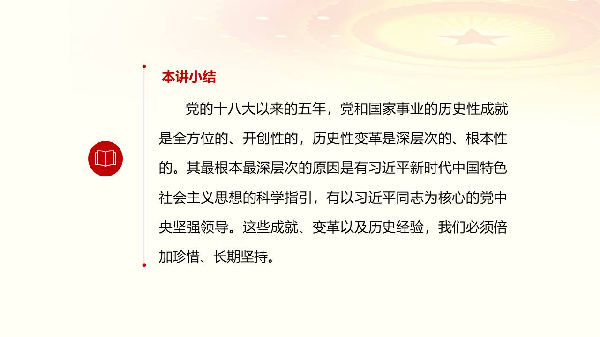 本讲小结
党的十八大以来的五年，党和国家事业的历史性成就
是全方位的、开创性的，历史性变革是深层次的、根本性
的。其最根本最深层次的原因是有习近平新时代中国特色
社会主义思想的科学指引，有以习近平同志为核心的党中
央坚强领导。这些成就、变革以及历史经验，我们必须倍
加珍惜、长期坚持。